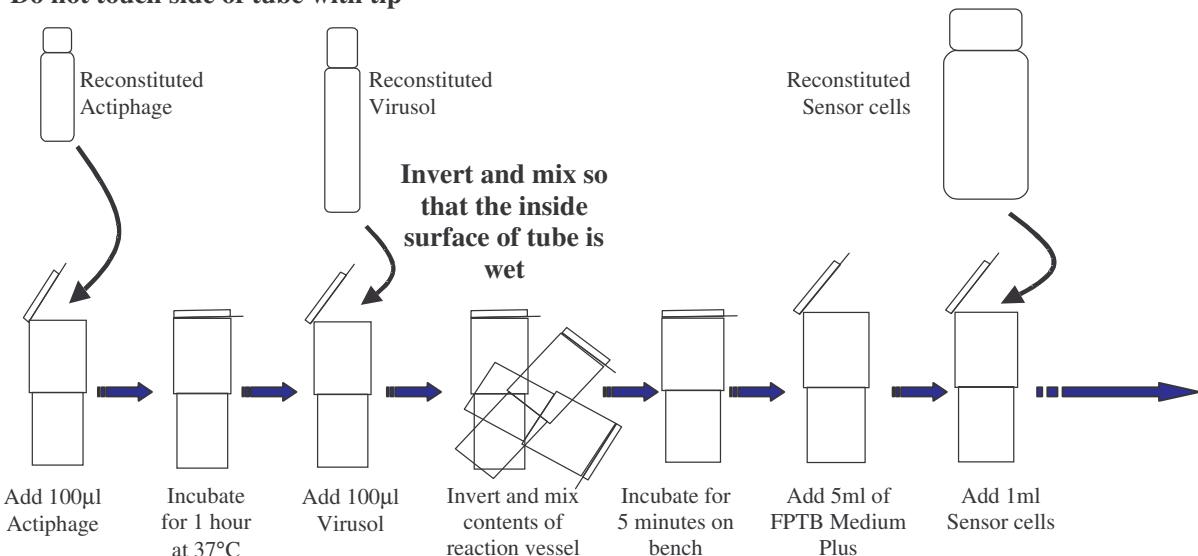 Do not touch side of tube with tip
Reconstituted
Actiphage
Reconstituted
Virusol
Reconstituted
Sensor cells
Invert and mix so
that the inside
surface of tube is
wet
Add 100μl
Actiphage
Incubate
for 1 hour
at 37°C
Add 100μl
Virusol
Invert and mix
contents of
reaction vessel
Incubate for
5 minutes on
bench
Add 5ml of
FPTB Medium
Plus
Add 1ml
Sensor cells